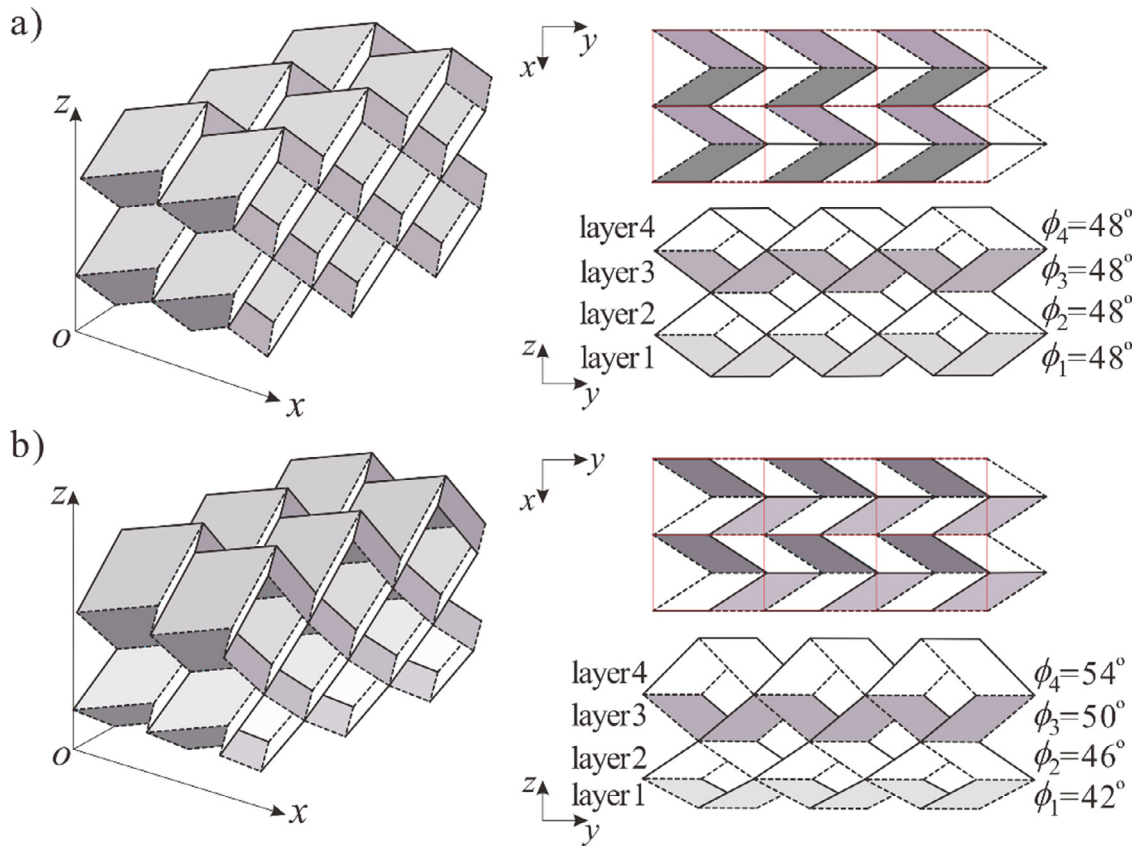 a)
z
o
x
y
x
layer4
layer3
layer2
layer1
ϕ4=48°
ϕ3=48°
ϕ2=48°
ϕ1=48°
z
y
b)
z
o
x
y
x
layer4
layer3
layer2
layer1
ϕ4=54°
ϕ3=50°
ϕ2=46°
ϕ1=42°
z
y